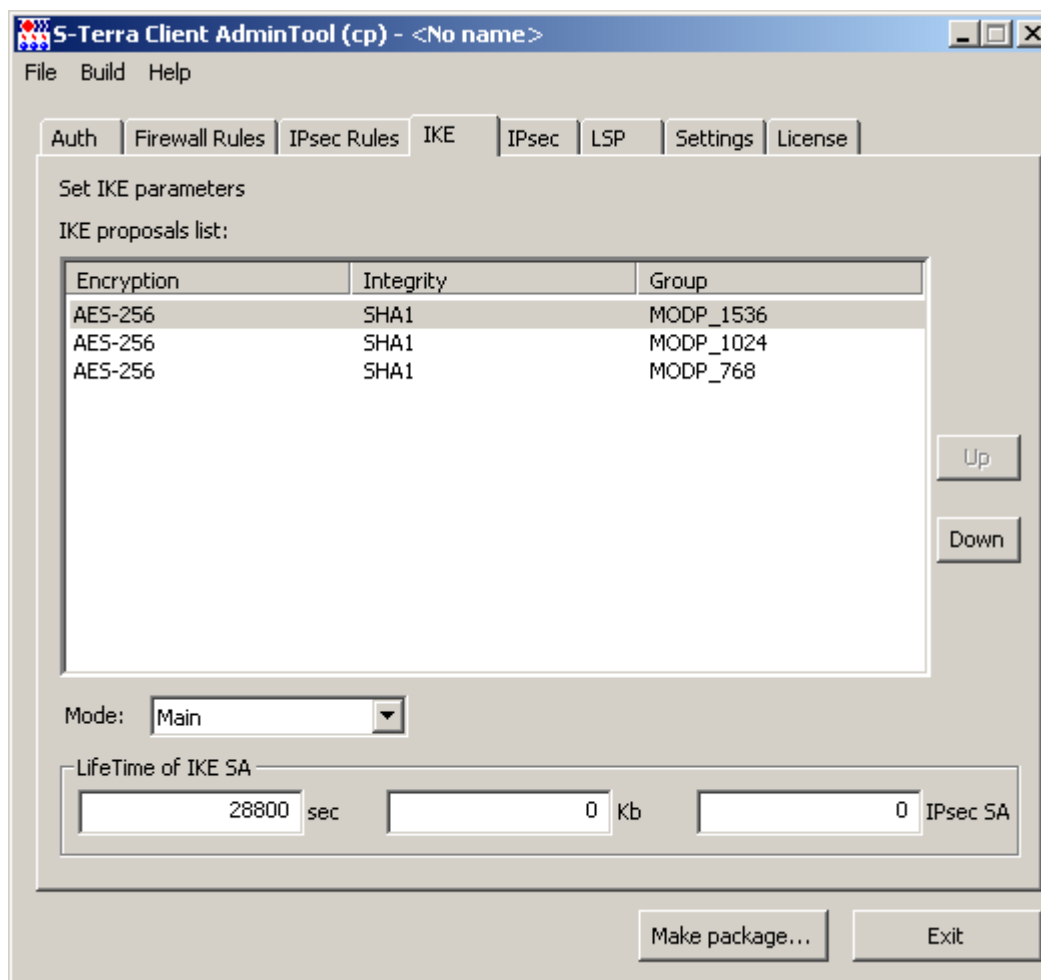 S-Terra Client AdminTool (cp) - <No name>
File Build Help
Auth Firewall Rules IPsec Rules IKE IPsec LSP Settings License
Set IKE parameters
IKE proposals list:
Encryption Integrity Group
AES-256 SHA1 MODP_1536
AES-256 SHA1 MODP_1024
AES-256 SHA1 MODP_768
Up
Down
Mode: Main
LifeTime of IKE SA
28800 sec 0 Kb 0 IPsec SA
Make package... Exit